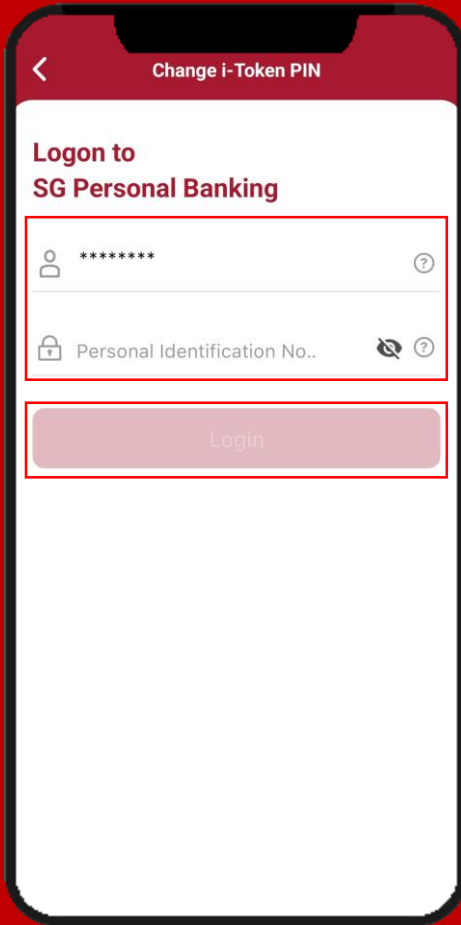 Change i-Token PIN
Logon to
SG Personal Banking
********
Personal Identification No..
Login